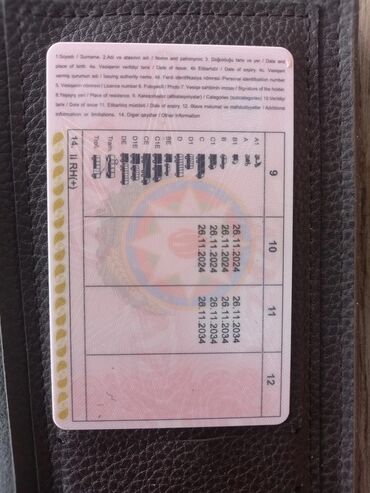 1.Soyadı / Surname. 2.Adı və atasının adı / Name and patronymic. 3. Doğulduğu tarix və yer / Date and
place of birth. 4a. Vəsiqənin verildiyi tarix / Date of issue. 4b. Etibarlıdır / Date of expiry. 4c. Vəsiqəni
vermiş qurumun adı / Issuing authority name. 4d. Fərdi identifikasiya nömrəsi /Personal identification number
5. Vəsiqənin nömrəsi / Licence number 6. Fotoşəkil / Photo 7. Vəsiqə sahibinin imzası / Signature of the holder
8.Yaşayış yeri / Place of residence. 9. Kateqoriyalar (altkateqoriyalar) / Categories (subcategories) 10.Verildiyi
tarix / Date of issue 11. Etibarlılıq müddəti / Date of expiry. 12. Əlavə məlumat və məhdudiyyətlər / Additional
information or limitations. 14. Digər qeydlər / Other information
9 10 11 12
A1
A
B1 26.11.2024 26.11.2034
B 26.11.2024 26.11.2034
C1 26.11.2024 26.11.2034
C 26.11.2024 26.11.2034
D1
D
BE
C1E
CE
D1E
DE
Tram.
Trol.
14. II RH(+)